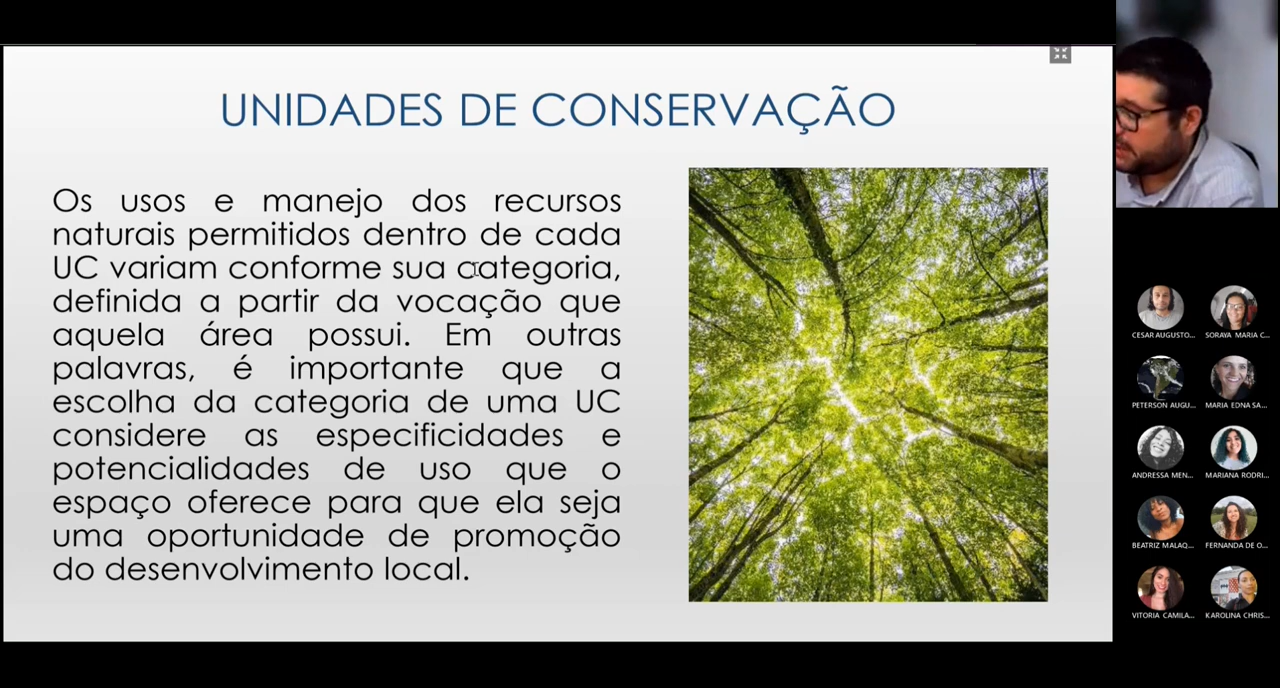 UNIDADES DE CONSERVAÇÃO
Os usos e manejo dos recursos
naturais permitidos dentro de cada
UC variam conforme sua categoria,
definida a partir da vocação que
aquela área possui. Em outras
palavras, é importante que a
escolha da categoria de uma UC
considere as especificidades e
potencialidades de uso que o
espaço oferece para que ela seja
uma oportunidade de promoção
do desenvolvimento local.
CESAR AUGUSTO... SORAYA MARIA C...
PETERSON AUGU... MARIA EDNA SA...
ANDRESSA MEN... MARIANA RODRI...
BEATRIZ MALAQ... FERNANDA DE O...
VITORIA CAMILA... KAROLINA CHRIS...